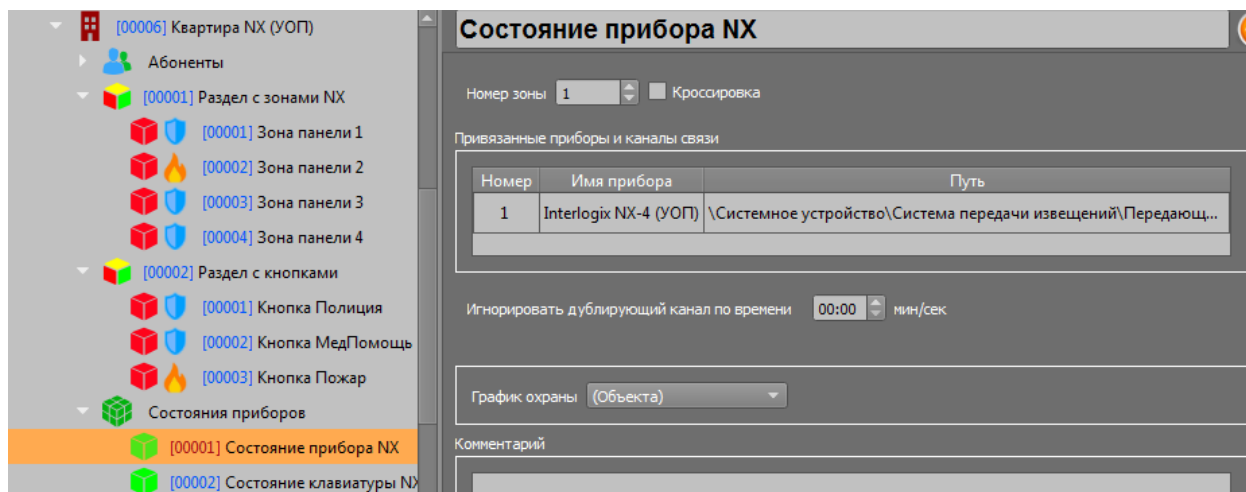 [00006] Квартира NX (УОП)
Абоненты
[00001] Раздел с зонами NX
[00001] Зона панели 1
[00002] Зона панели 2
[00003] Зона панели 3
[00004] Зона панели 4
[00002] Раздел с кнопками
[00001] Кнопка Полиция
[00002] Кнопка МедПомощь
[00003] Кнопка Пожар
Состояния приборов
[00001] Состояние прибора NX
[00002] Состояние клавиатуры NX
Состояние прибора NX
Номер зоны 1 Кроссировка
Привязанные приборы и каналы связи
Номер Имя прибора Путь
1 Interlogix NX-4 (УОП) \Системное устройство\Система передачи извещений\Передающ...
Игнорировать дублирующий канал по времени 00:00 мин/сек
График охраны (Объекта)
Комментарий